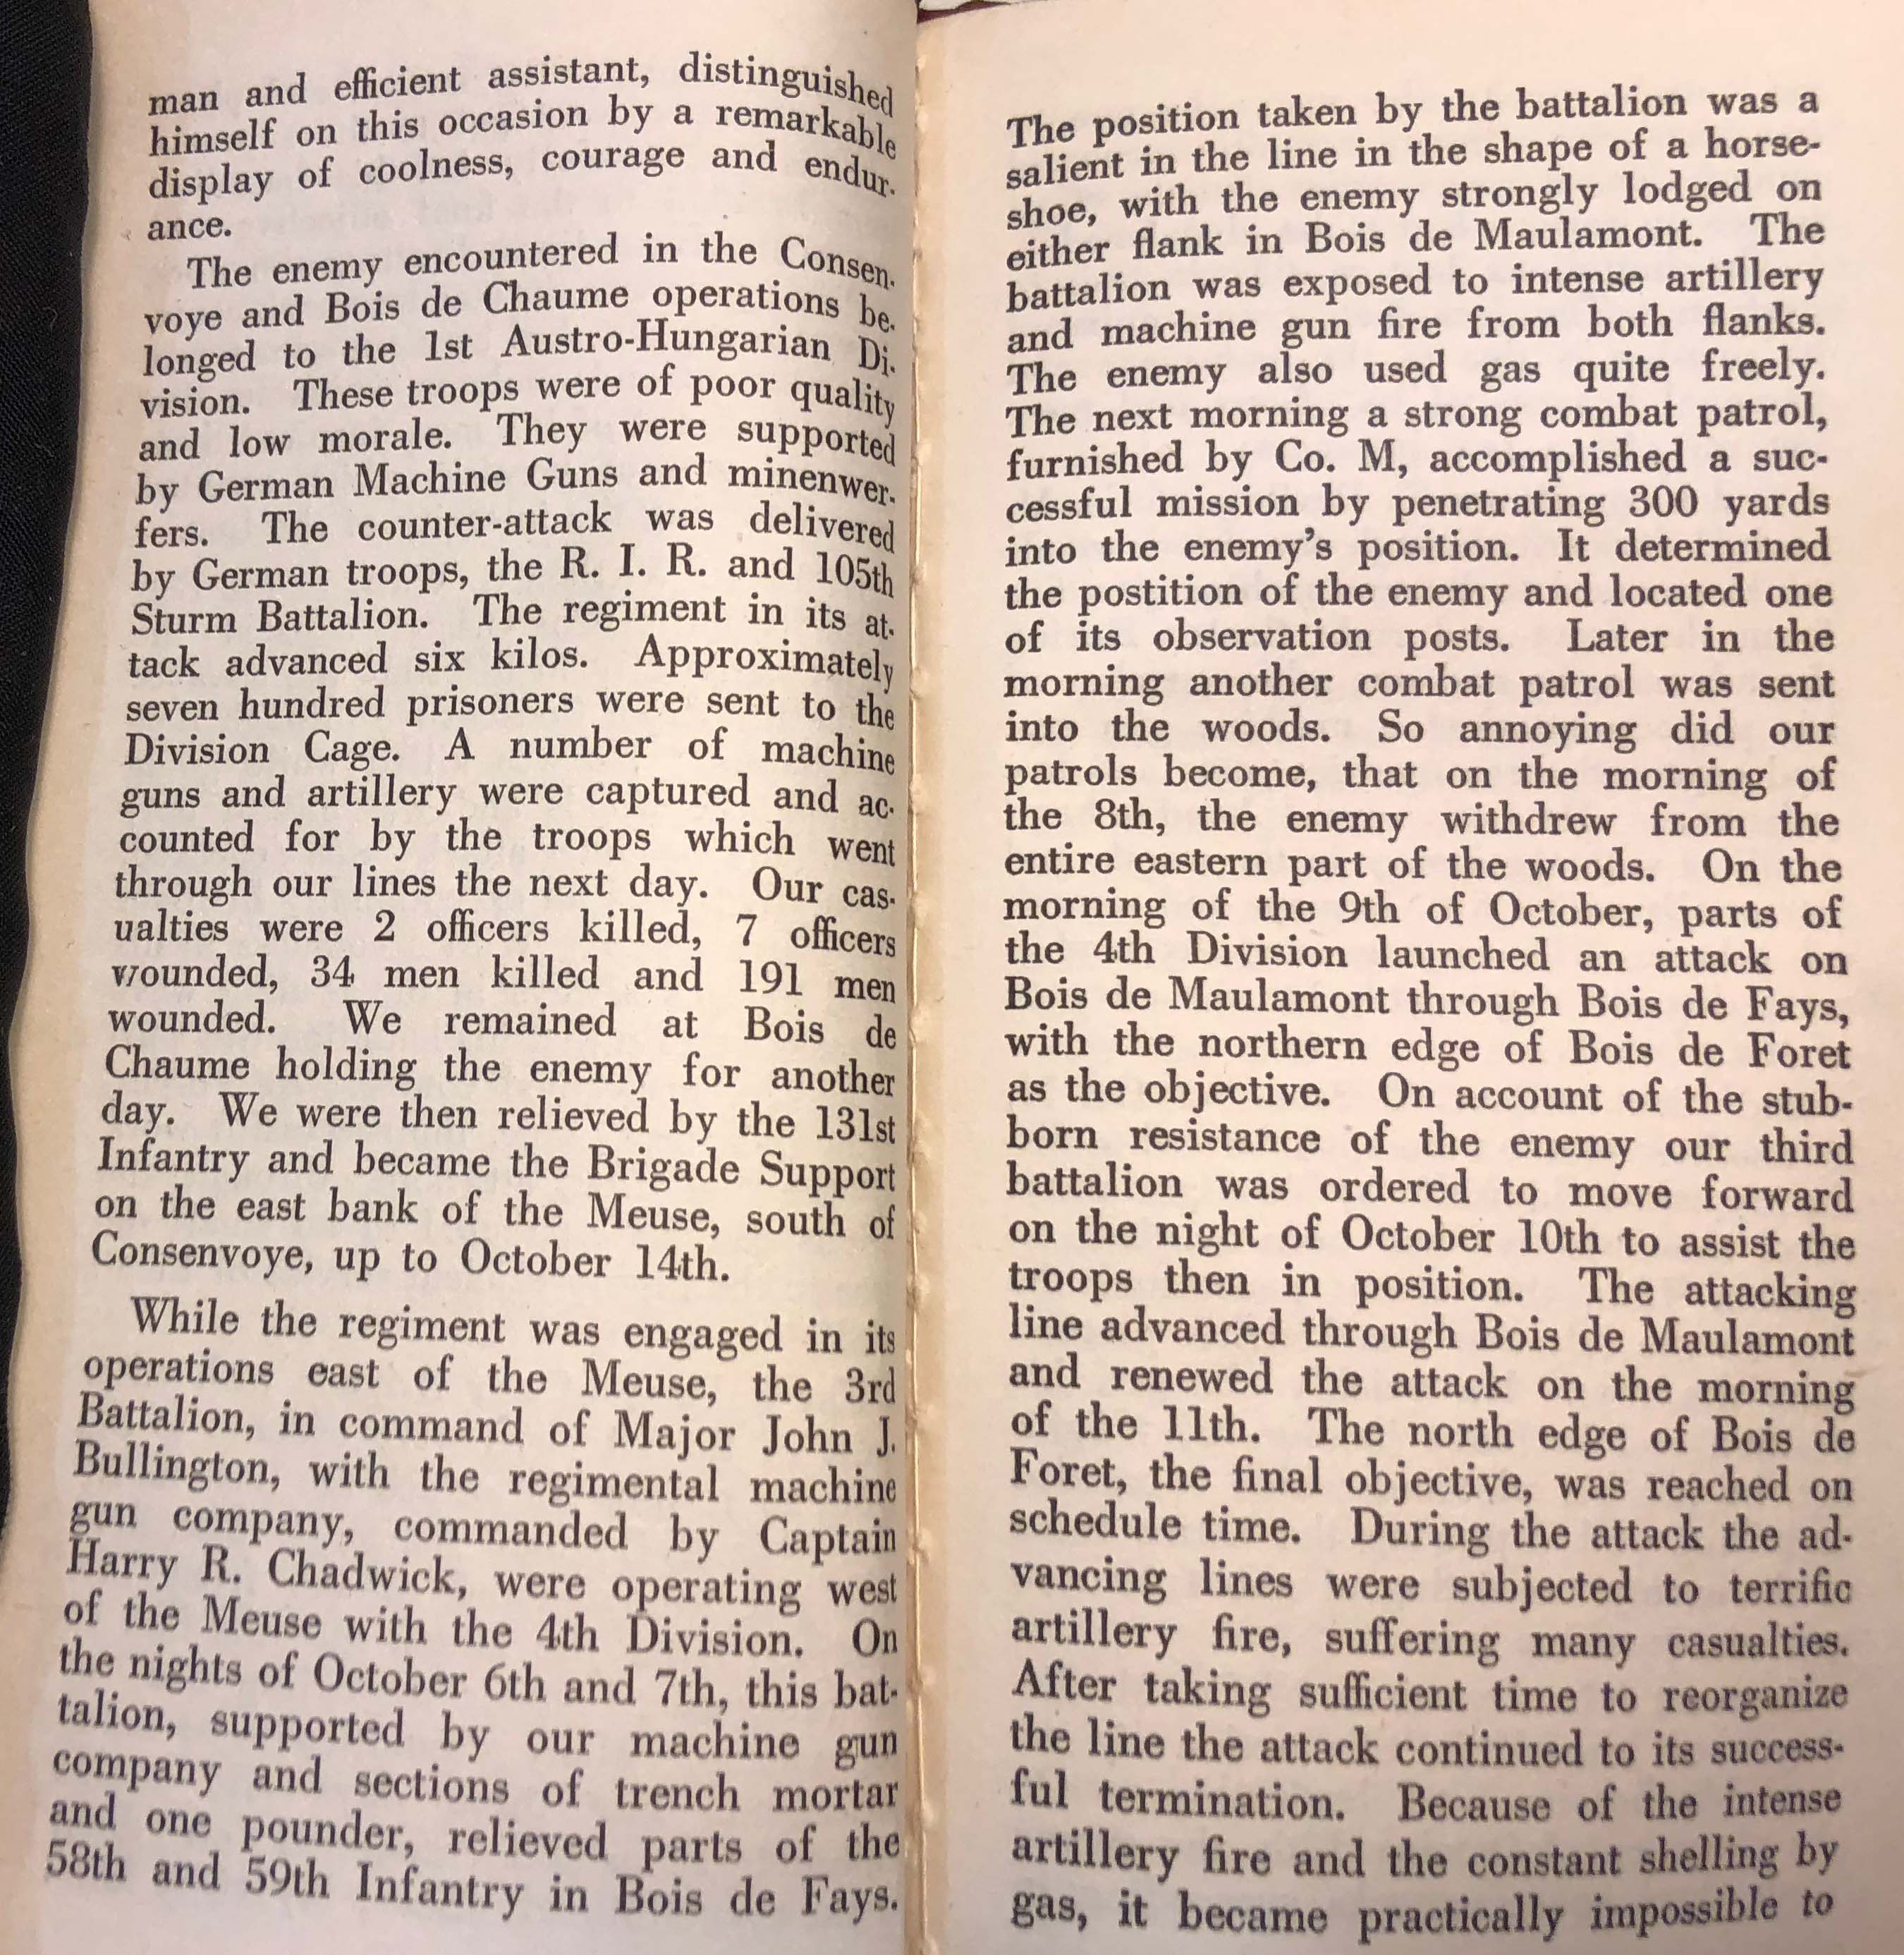 man and efficient assistant, distinguished
himself on this occasion by a remarkable
display of coolness, courage and endur-
ance.
The enemy encountered in the Consen-
voye and Bois de Chaume operations be-
longed to the 1st Austro-Hungarian Di-
vision. These troops were of poor quality
and low morale. They were supported
by German Machine Guns and minenwer-
fers. The counter-attack was delivered
by German troops, the R. I. R. and 105th
Sturm Battalion. The regiment in its at-
tack advanced six kilos. Approximately
seven hundred prisoners were sent to the
Division Cage. A number of machine
guns and artillery were captured and ac-
counted for by the troops which went
through our lines the next day. Our cas-
ualties were 2 officers killed, 7 officers
wounded, 34 men killed and 191 men
wounded. We remained at Bois de
Chaume holding the enemy for another
day. We were then relieved by the 131st
Infantry and became the Brigade Support
on the east bank of the Meuse, south of
Consenvoye, up to October 14th.
While the regiment was engaged in its
operations east of the Meuse, the 3rd
Battalion, in command of Major John J.
Bullington, with the regimental machine
gun company, commanded by Captain
Harry R. Chadwick, were operating west
of the Meuse with the 4th Division. On
the nights of October 6th and 7th, this bat-
talion, supported by our machine gun
company and sections of trench mortar
and one pounder, relieved parts of the
58th and 59th Infantry in Bois de Fays.
The position taken by the battalion was a
salient in the line in the shape of a horse-
shoe, with the enemy strongly lodged on
either flank in Bois de Maulamont. The
battalion was exposed to intense artillery
and machine gun fire from both flanks.
The enemy also used gas quite freely.
The next morning a strong combat patrol,
furnished by Co. M, accomplished a suc-
cessful mission by penetrating 300 yards
into the enemy's position. It determined
the postition of the enemy and located one
of its observation posts. Later in the
morning another combat patrol was sent
into the woods. So annoying did our
patrols become, that on the morning of
the 8th, the enemy withdrew from the
entire eastern part of the woods. On the
morning of the 9th of October, parts of
the 4th Division launched an attack on
Bois de Maulamont through Bois de Fays,
with the northern edge of Bois de Foret
as the objective. On account of the stub-
born resistance of the enemy our third
battalion was ordered to move forward
on the night of October 10th to assist the
troops then in position. The attacking
line advanced through Bois de Maulamont
and renewed the attack on the morning
of the 11th. The north edge of Bois de
Foret, the final objective, was reached on
schedule time. During the attack the ad-
vancing lines were subjected to terrific
artillery fire, suffering many casualties.
After taking sufficient time to reorganize
the line the attack continued to its success-
ful termination. Because of the intense
artillery fire and the constant shelling by
gas, it became practically impossible to